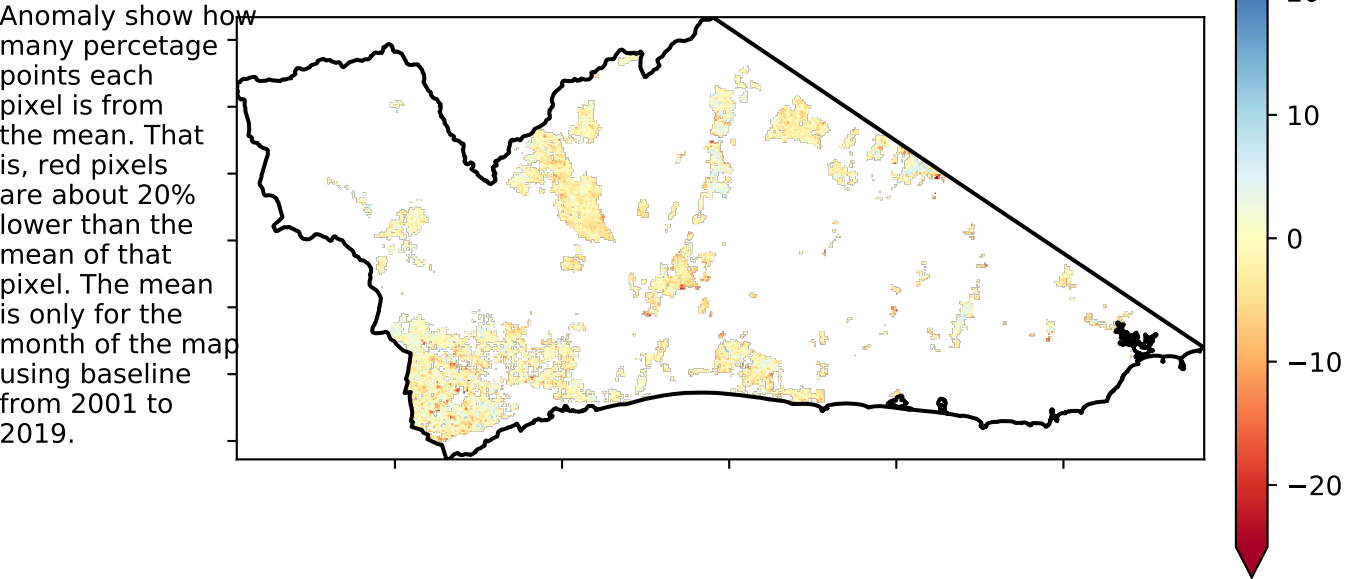 Anomaly show how
many percetage
points each
pixel is from
the mean. That
is, red pixels
are about 20%
lower than the
mean of that
pixel. The mean
is only for the
month of the map
using baseline
from 2001 to
2019.
10
0
−10
−20